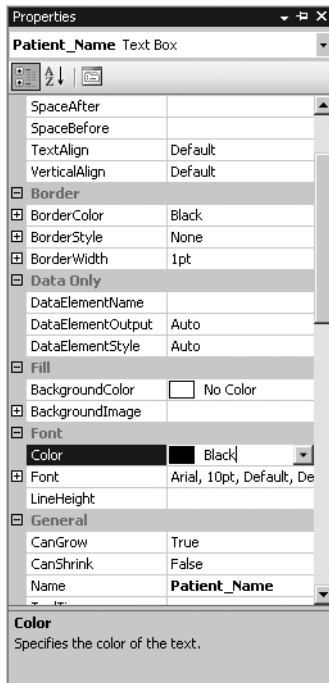 Properties
Patient_Name Text Box
SpaceAfter
SpaceBefore
TextAlign Default
VerticalAlign Default
Border
BorderColor Black
BorderStyle None
BorderWidth 1pt
Data Only
DataElementName
DataElementOutput Auto
DataElementStyle Auto
Fill
BackgroundColor No Color
BackgroundImage
Font
Color Black
Font Arial, 10pt, Default, De
LineHeight
General
CanGrow True
CanShrink False
Name Patient_Name
Color
Specifies the color of the text.